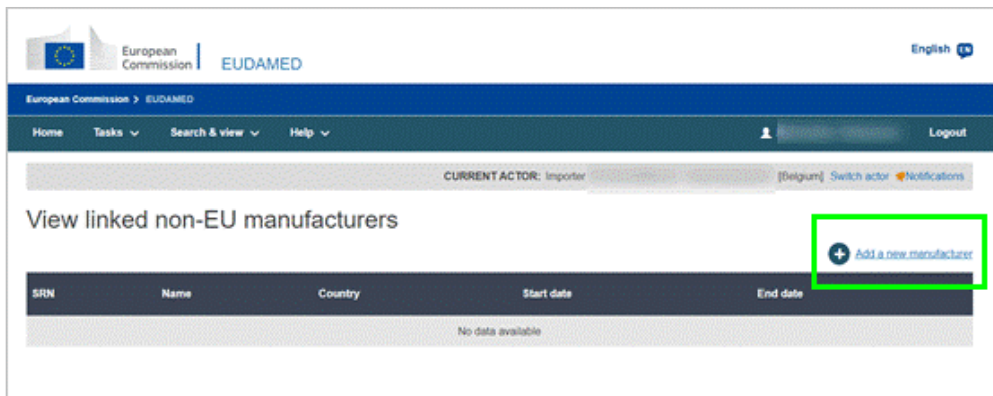 English EN
European
Commission
EUDAMED
European Commission > EUDAMED
Home Tasks Search & view Help Logout
CURRENT ACTOR: Importer [Belgium] Switch actor Notifications
View linked non-EU manufacturers
Add a new manufacturer
SRN Name Country Start date End date
No data available